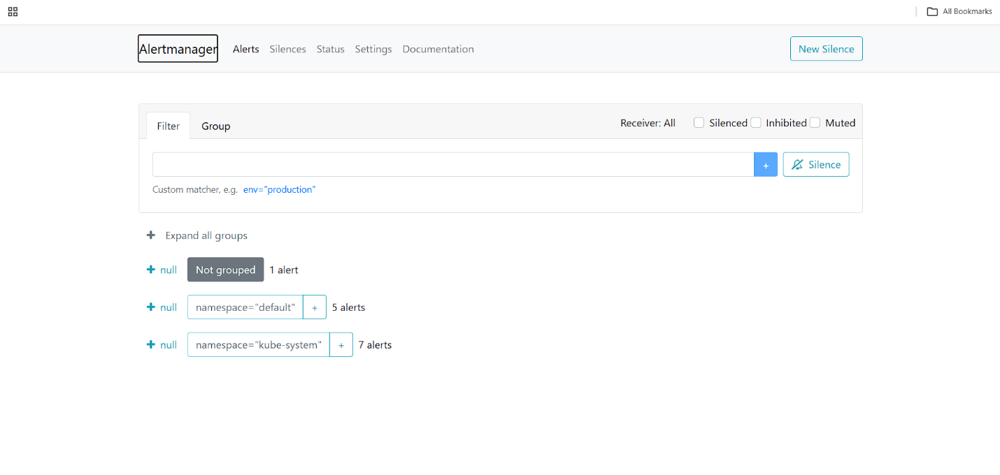 All Bookmarks
Alertmanager Alerts Silences Status Settings Documentation New Silence
Filter Group Receiver: All Silenced Inhibited Muted
+ Silence
Custom matcher, e.g. env="production"
+ Expand all groups
+ null Not grouped 1 alert
+ null namespace="default" + 5 alerts
+ null namespace="kube-system" + 7 alerts